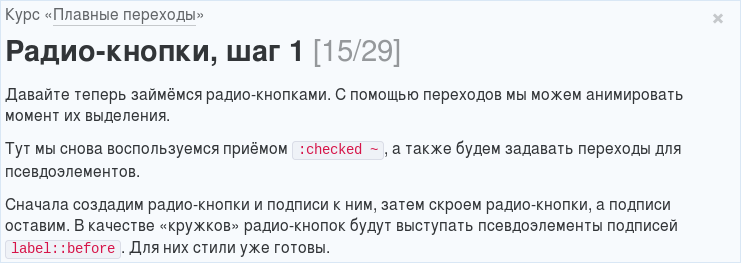 Курс «Плавные переходы»
Радио-кнопки, шаг 1 [15/29]
Давайте теперь займёмся радио-кнопками. С помощью переходов мы можем анимировать
момент их выделения.
Тут мы снова воспользуемся приёмом :checked ~, а также будем задавать переходы для
псевдоэлементов.
Сначала создадим радио-кнопки и подписи к ним, затем скроем радио-кнопки, а подписи
оставим. В качестве «кружков» радио-кнопок будут выступать псевдоэлементы подписей
label::before. Для них стили уже готовы.